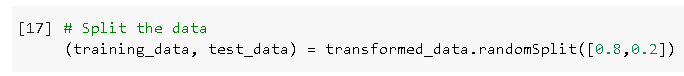 [17] # Split the data
(training_data, test_data) = transformed_data.randomSplit([0.8,0.2])